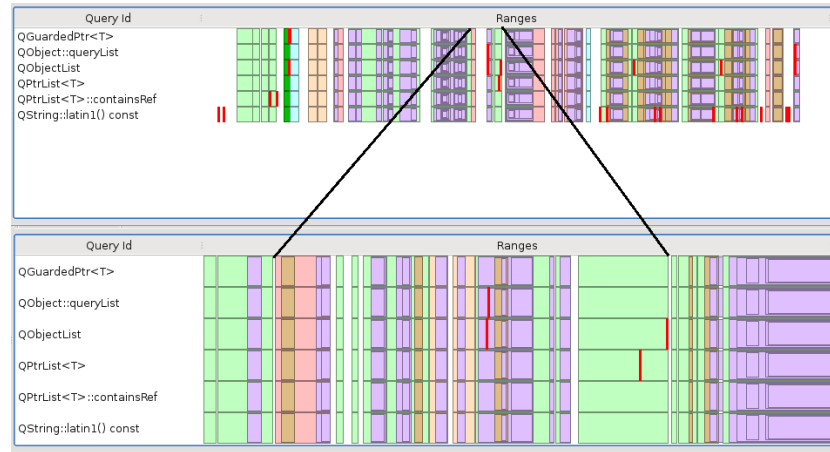 Query Id Ranges
QGuardedPtr<T>
QObject::queryList
QObjectList
QPtrList<T>
QPtrList<T>::containsRef
QString::latin1() const
Query Id Ranges
QGuardedPtr<T>
QObject::queryList
QObjectList
QPtrList<T>
QPtrList<T>::containsRef
QString::latin1() const